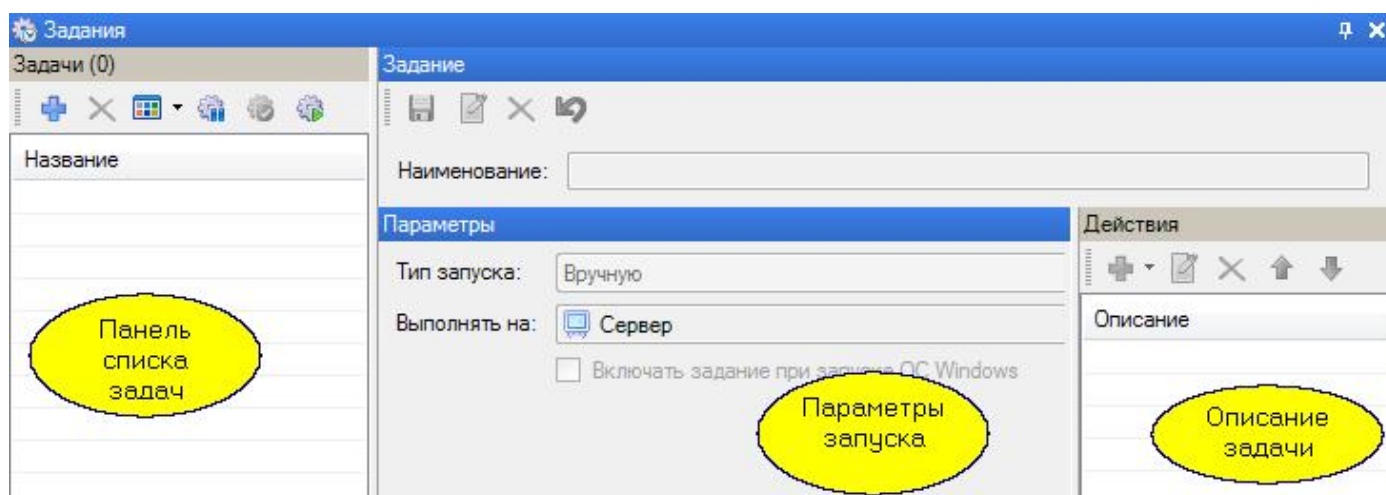 Задания
Задачи (0)
Задание
Название
Наименование:
Параметры
Действия
Тип запуска:
Вручную
Выполнять на:
Сервер
Описание
Включать задание при запуске ОС Windows
Панель
списка
задач
Параметры
запуска
Описание
задачи